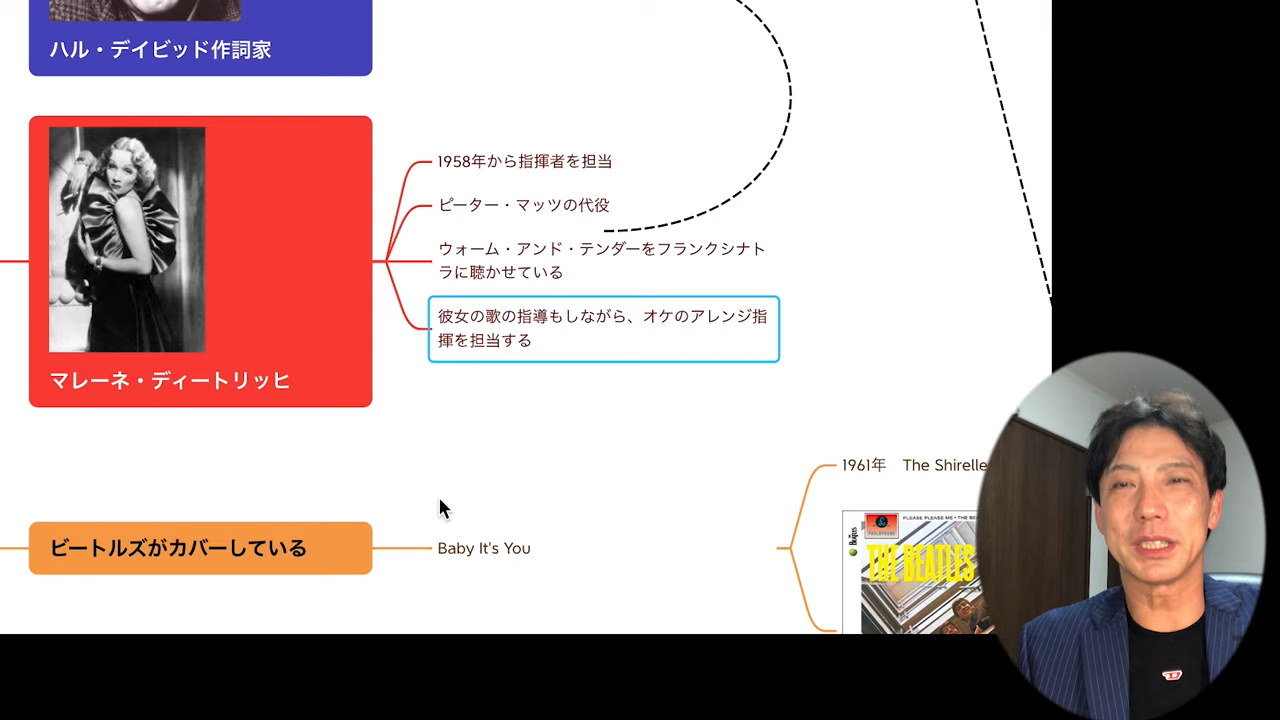 ハル・デイビッド作詞家
1958年から指揮者を担当
ピーター・マッツの代役
ウォーム・アンド・テンダーをフランクシナト
ラに聴かせている
彼女の歌の指導もしながら、オケのアレンジ指
揮を担当する
マレーネ・ディートリッヒ
1961年 The Shirelle
PLEASE PLEASE ME • THE BE
THE BEATLES
ビートルズがカバーしている
Baby It's You